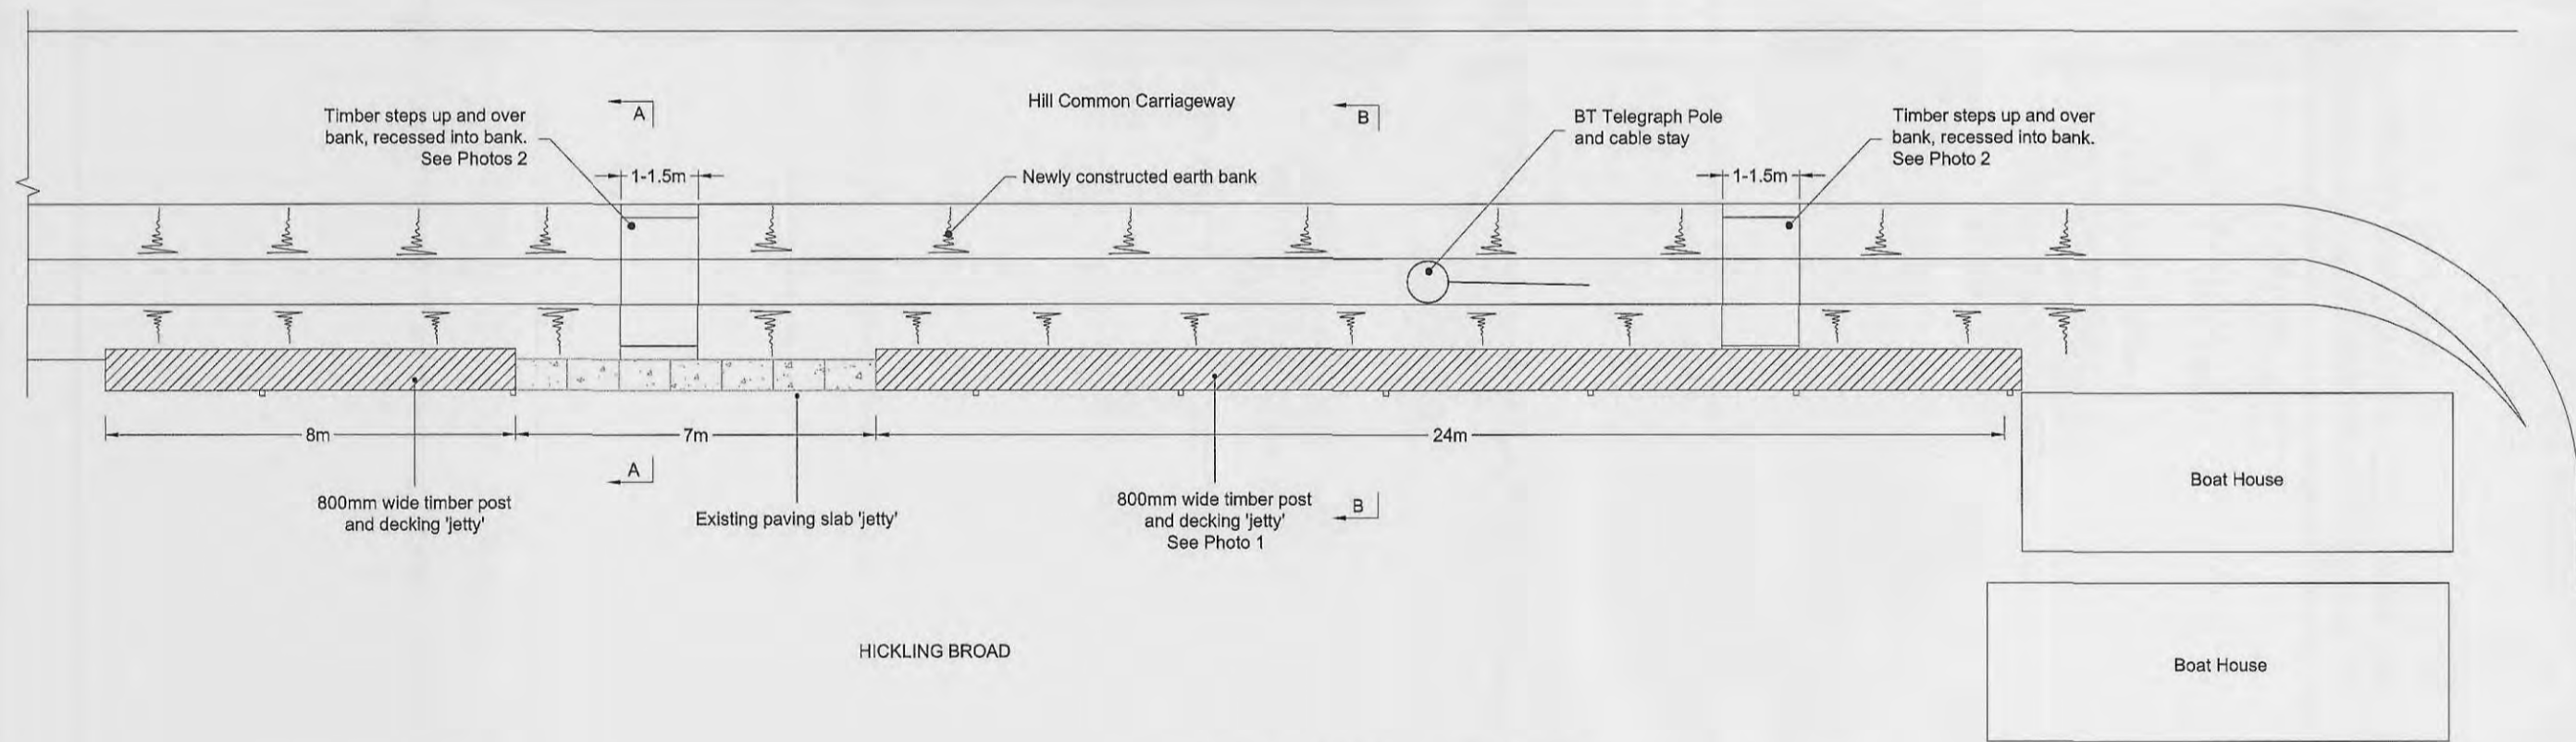 Hill Common Carriageway
Timber steps up and over
bank, recessed into bank.
See Photos 2
A
B
BT Telegraph Pole
and cable stay
Timber steps up and over
bank, recessed into bank.
See Photo 2
1-1.5m
Newly constructed earth bank
1-1.5m
8m
7m
24m
A
B
800mm wide timber post
and decking 'jetty'
Existing paving slab 'jetty'
800mm wide timber post
and decking 'jetty'
See Photo 1
Boat House
HICKLING BROAD
Boat House